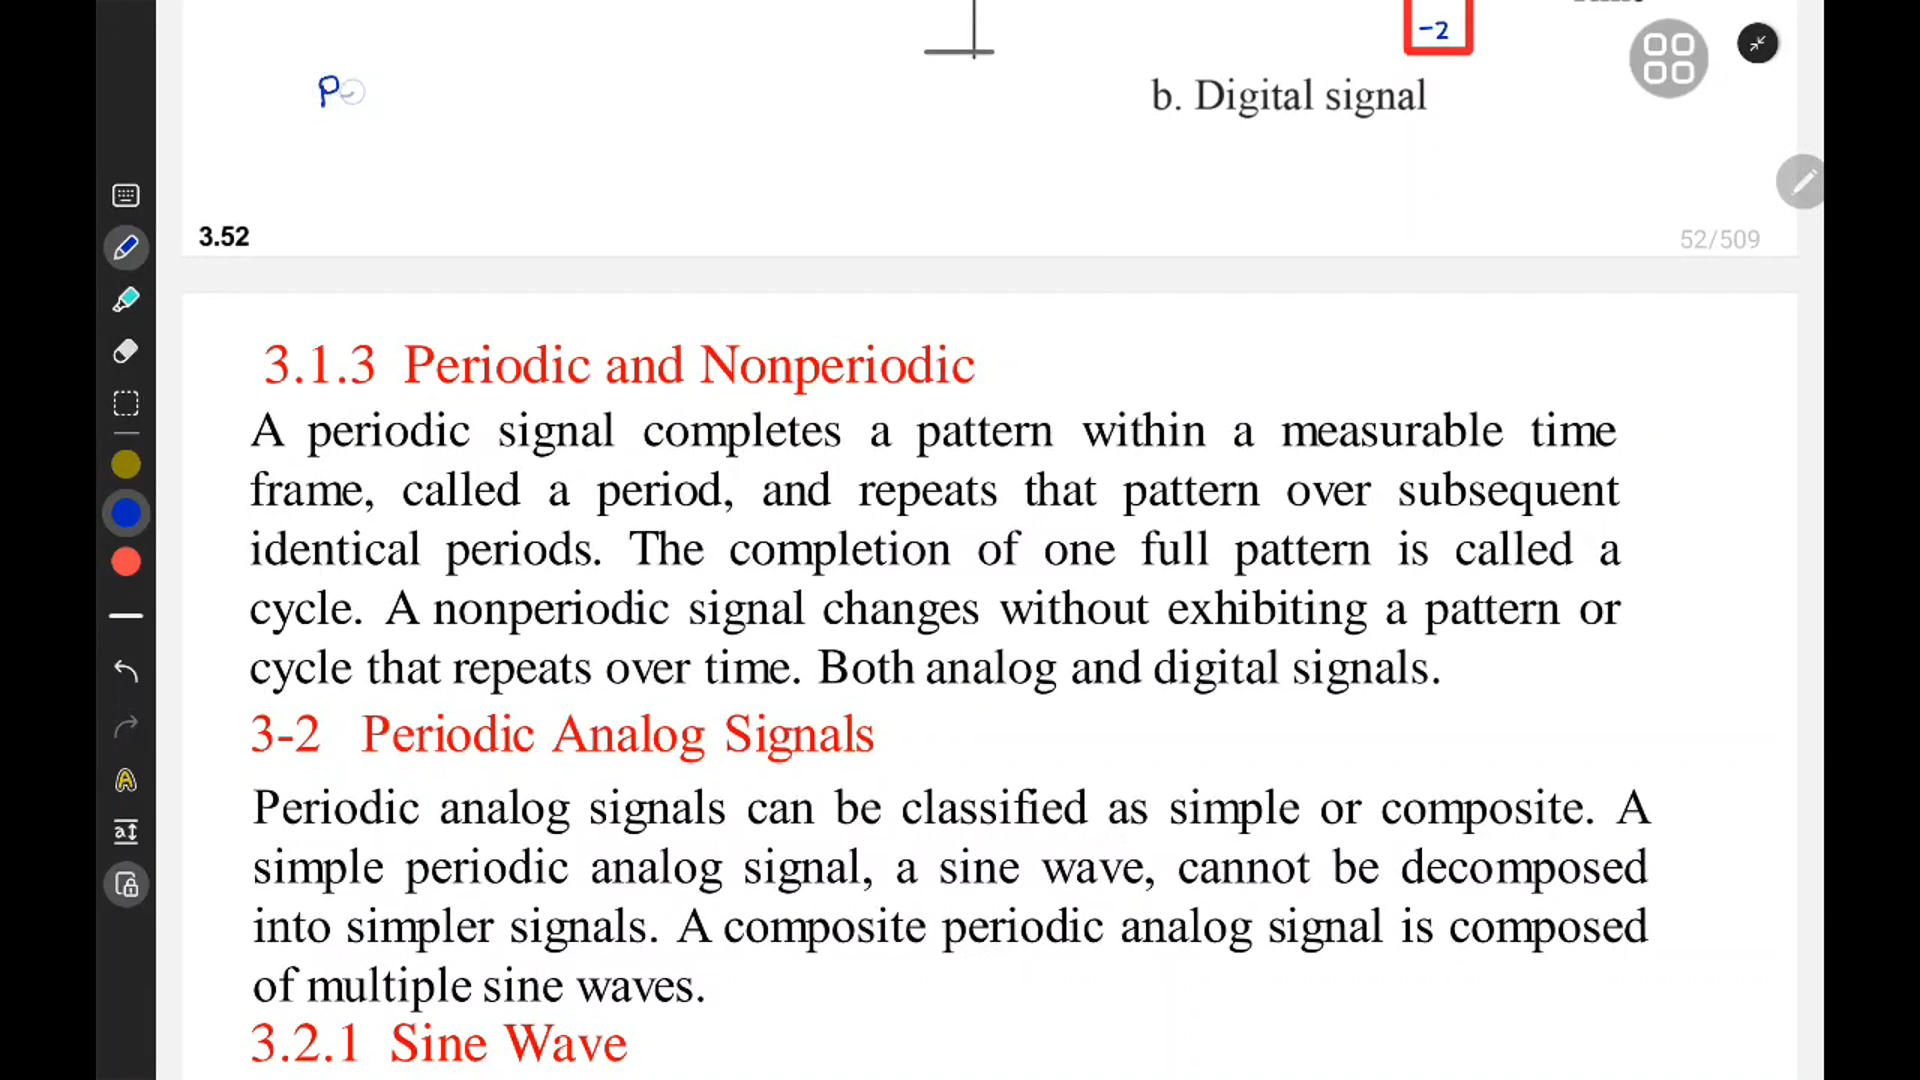 -2
P
b. Digital signal
3.52
52/509
3.1.3 Periodic and Nonperiodic
A periodic signal completes a pattern within a measurable time
frame, called a period, and repeats that pattern over subsequent
identical periods. The completion of one full pattern is called a
cycle. A nonperiodic signal changes without exhibiting a pattern or
cycle that repeats over time. Both analog and digital signals.
3-2 Periodic Analog Signals
Periodic analog signals can be classified as simple or composite. A
simple periodic analog signal, a sine wave, cannot be decomposed
into simpler signals. A composite periodic analog signal is composed
of multiple sine waves.
3.2.1 Sine Wave